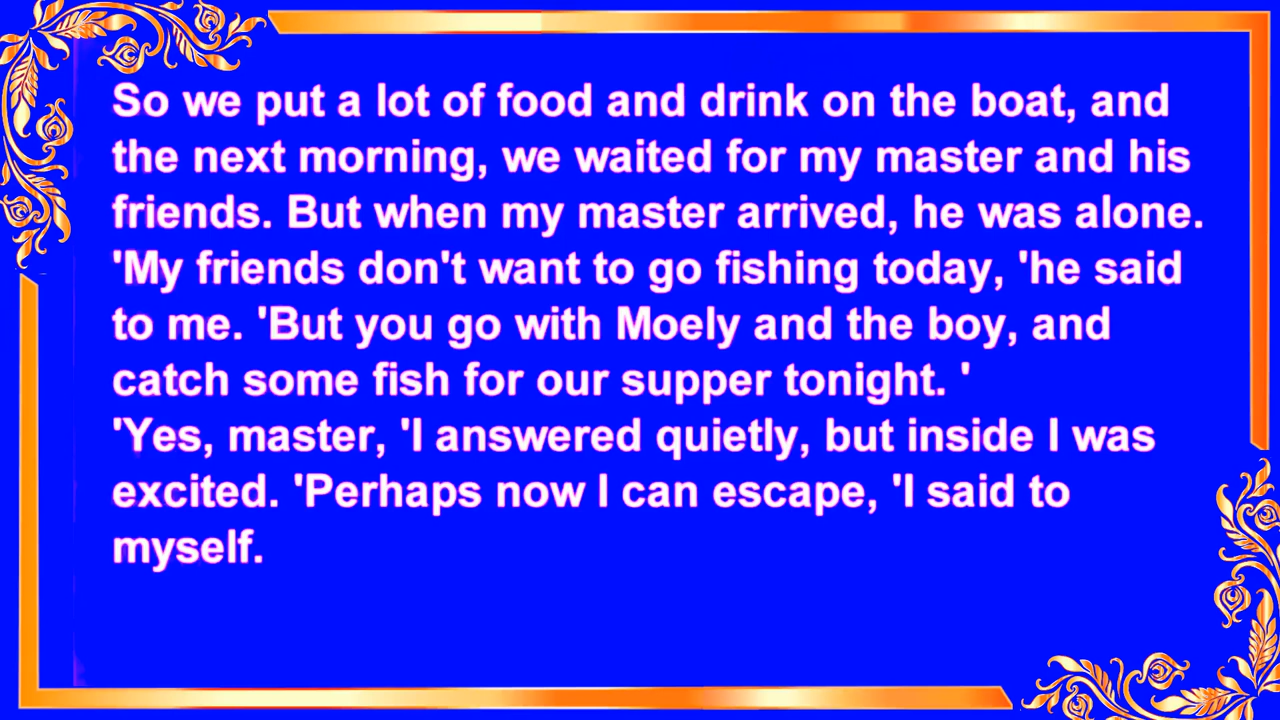 So we put a lot of food and drink on the boat, and
the next morning, we waited for my master and his
friends. But when my master arrived, he was alone.
'My friends don't want to go fishing today, 'he said
to me. 'But you go with Moely and the boy, and
catch some fish for our supper tonight. '
'Yes, master, 'I answered quietly, but inside I was
excited. 'Perhaps now I can escape, 'I said to
myself.